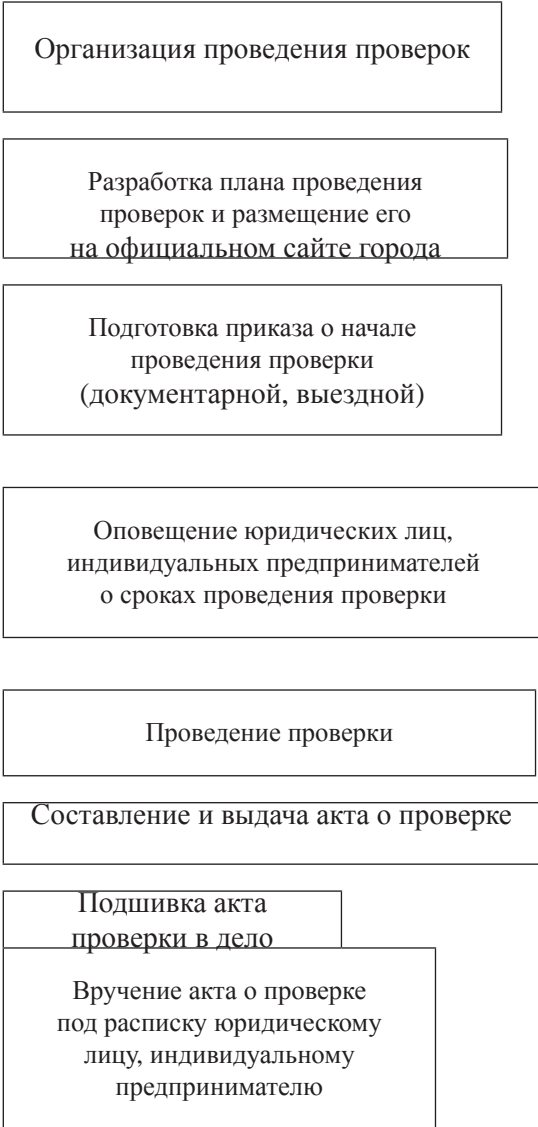 Организация проведения проверок
Разработка плана проведения
проверок и размещение его
на официальном сайте города
Подготовка приказа о начале
проведения проверки
(документарной, выездной)
Оповещение юридических лиц,
индивидуальных предпринимателей
о сроках проведения проверки
Проведение проверки
Составление и выдача акта о проверке
Подшивка акта
проверки в дело
Вручение акта о проверке
под расписку юридическому
лицу, индивидуальному
предпринимателю